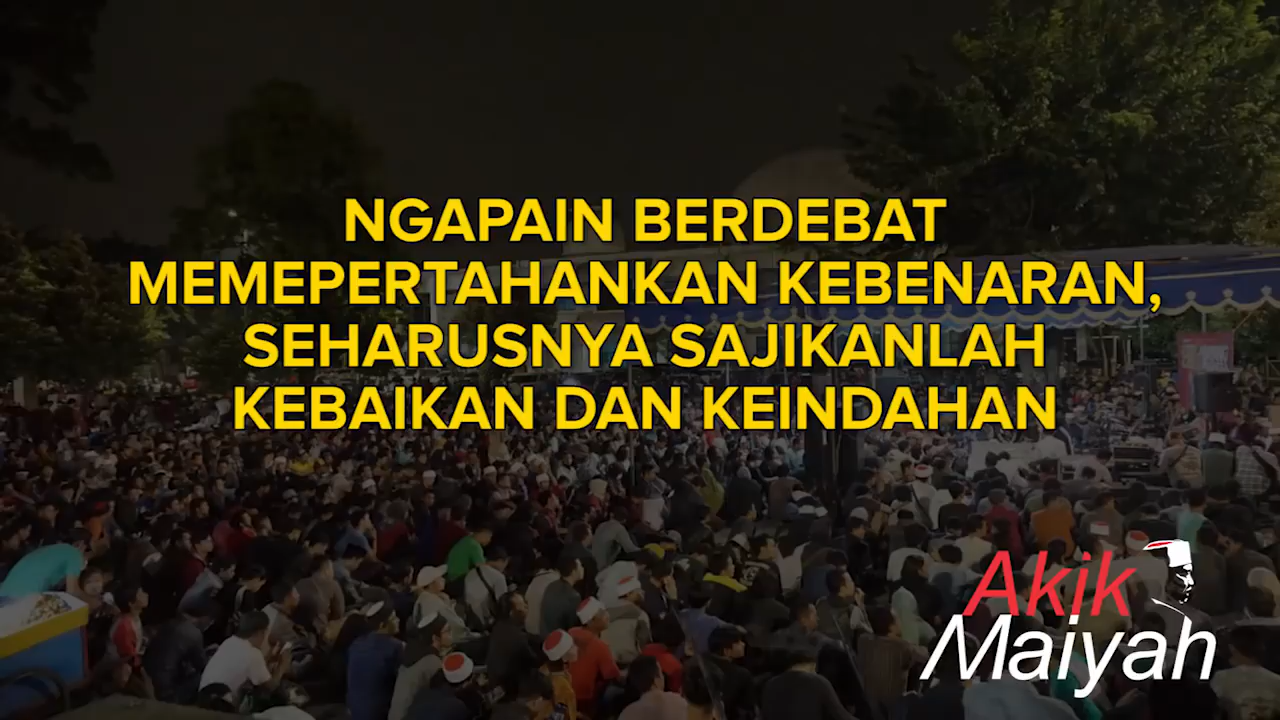 NGAPAIN BERDEBAT
MEMEPERTAHANKAN KEBENARAN,
SEHARUSNYA SAJIKANLAH
KEBAIKAN DAN KEINDAHAN
Akik
Maiyah